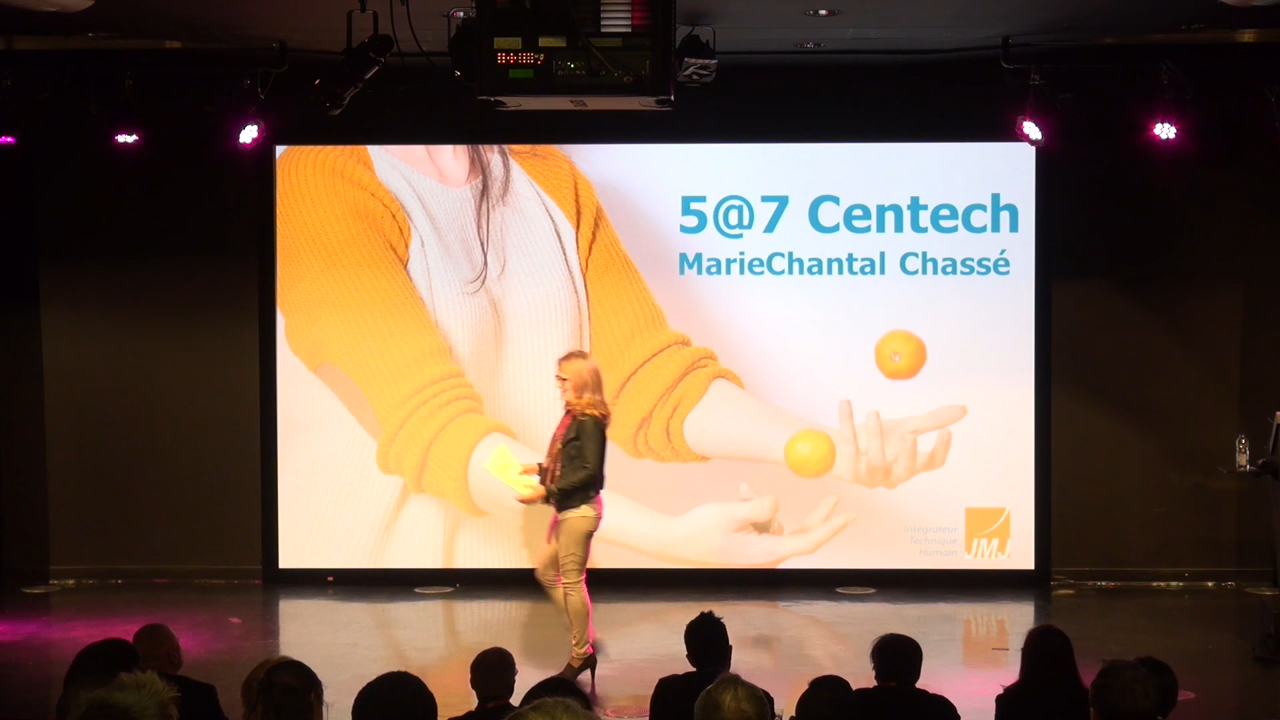 5@7 Centech
MarieChantal Chassé
Intégrateur
Technique
Humain
JMJ